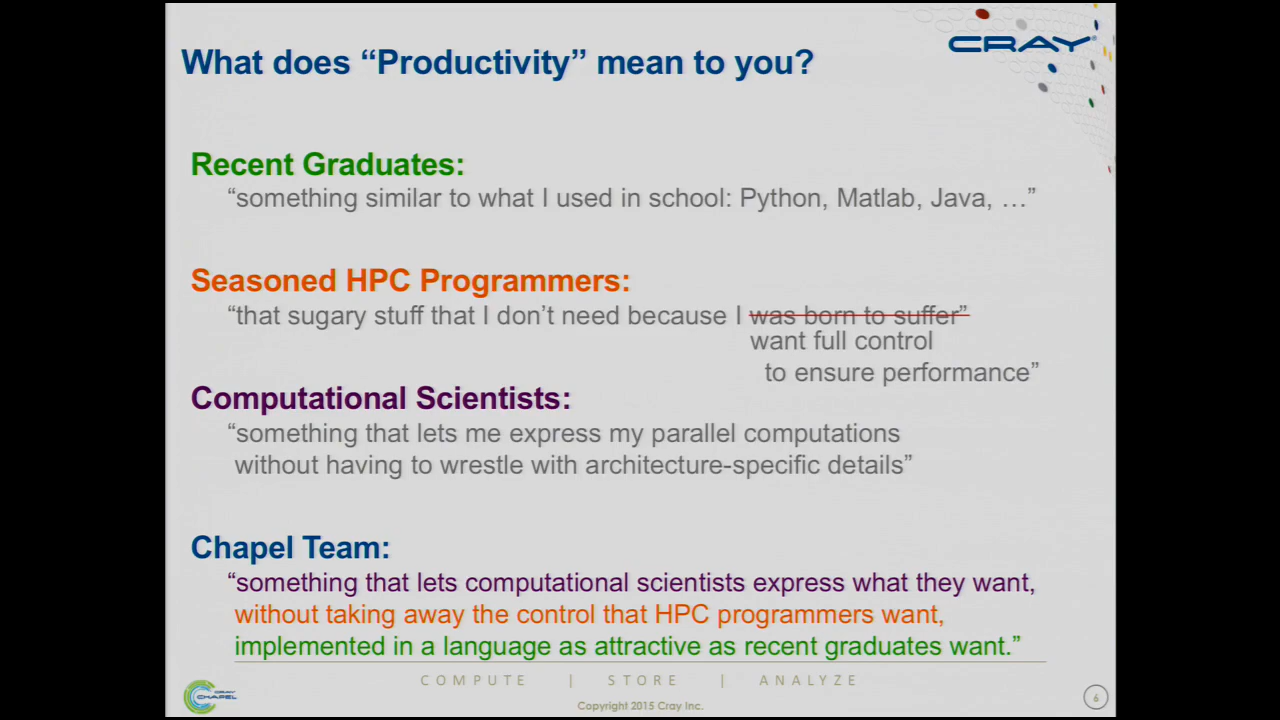 What does “Productivity” mean to you?
CRAY
Recent Graduates:
“something similar to what I used in school: Python, Matlab, Java, …”
Seasoned HPC Programmers:
“that sugary stuff that I don’t need because I was born to suffer”
want full control
to ensure performance”
Computational Scientists:
“something that lets me express my parallel computations
without having to wrestle with architecture-specific details”
Chapel Team:
“something that lets computational scientists express what they want,
without taking away the control that HPC programmers want,
implemented in a language as attractive as recent graduates want.”
COMPUTE | STORE | ANALYZE
Copyright 2015 Cray Inc.
CRAY
CHAPEL
6